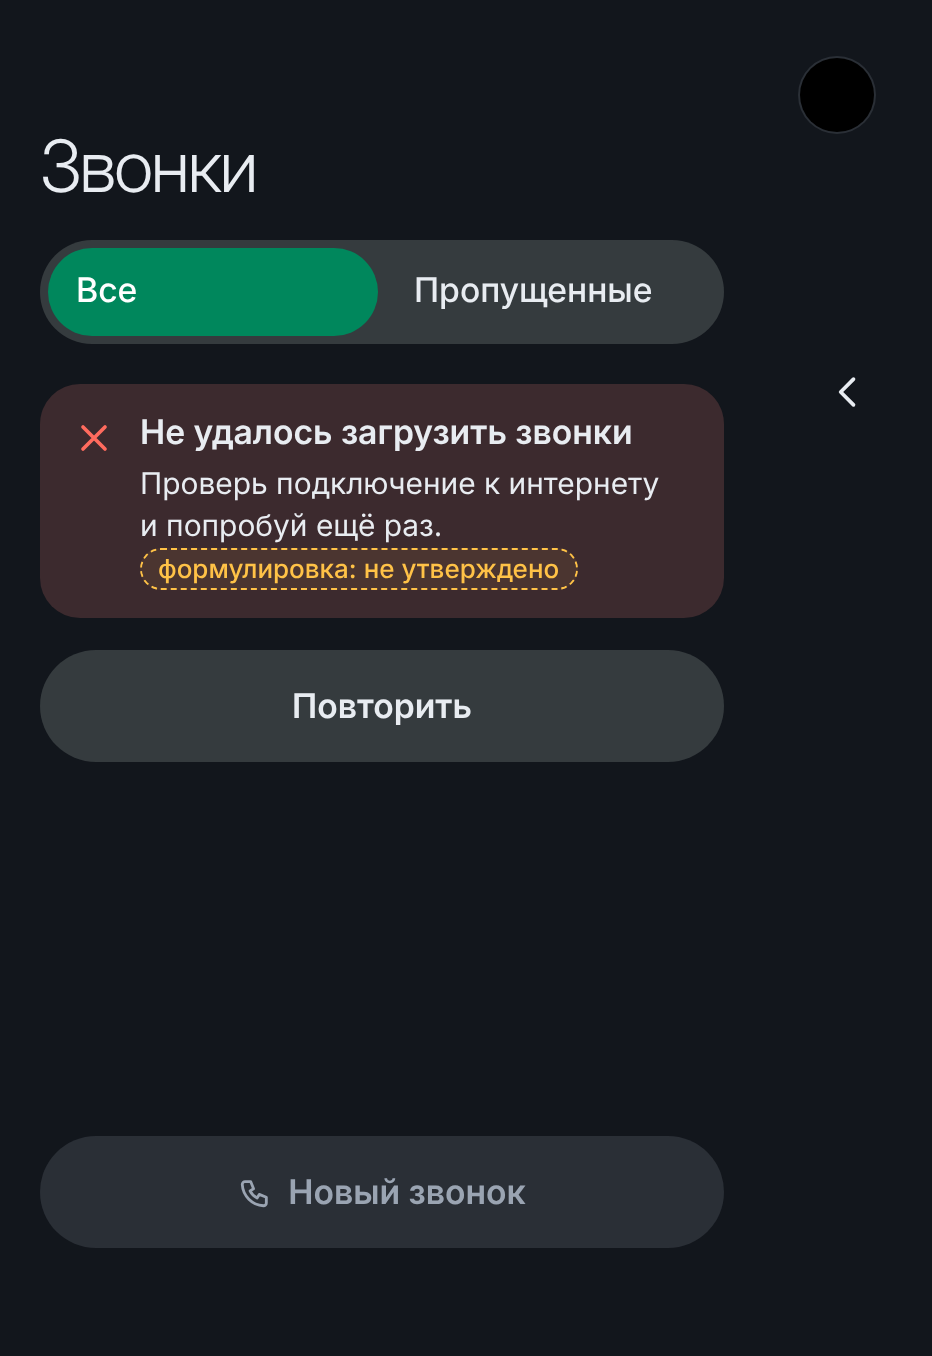 Звонки
Все
Пропущенные
Не удалось загрузить звонки
Проверь подключение к интернету
и попробуй ещё раз.
формулировка: не утверждено
Повторить
Новый звонок